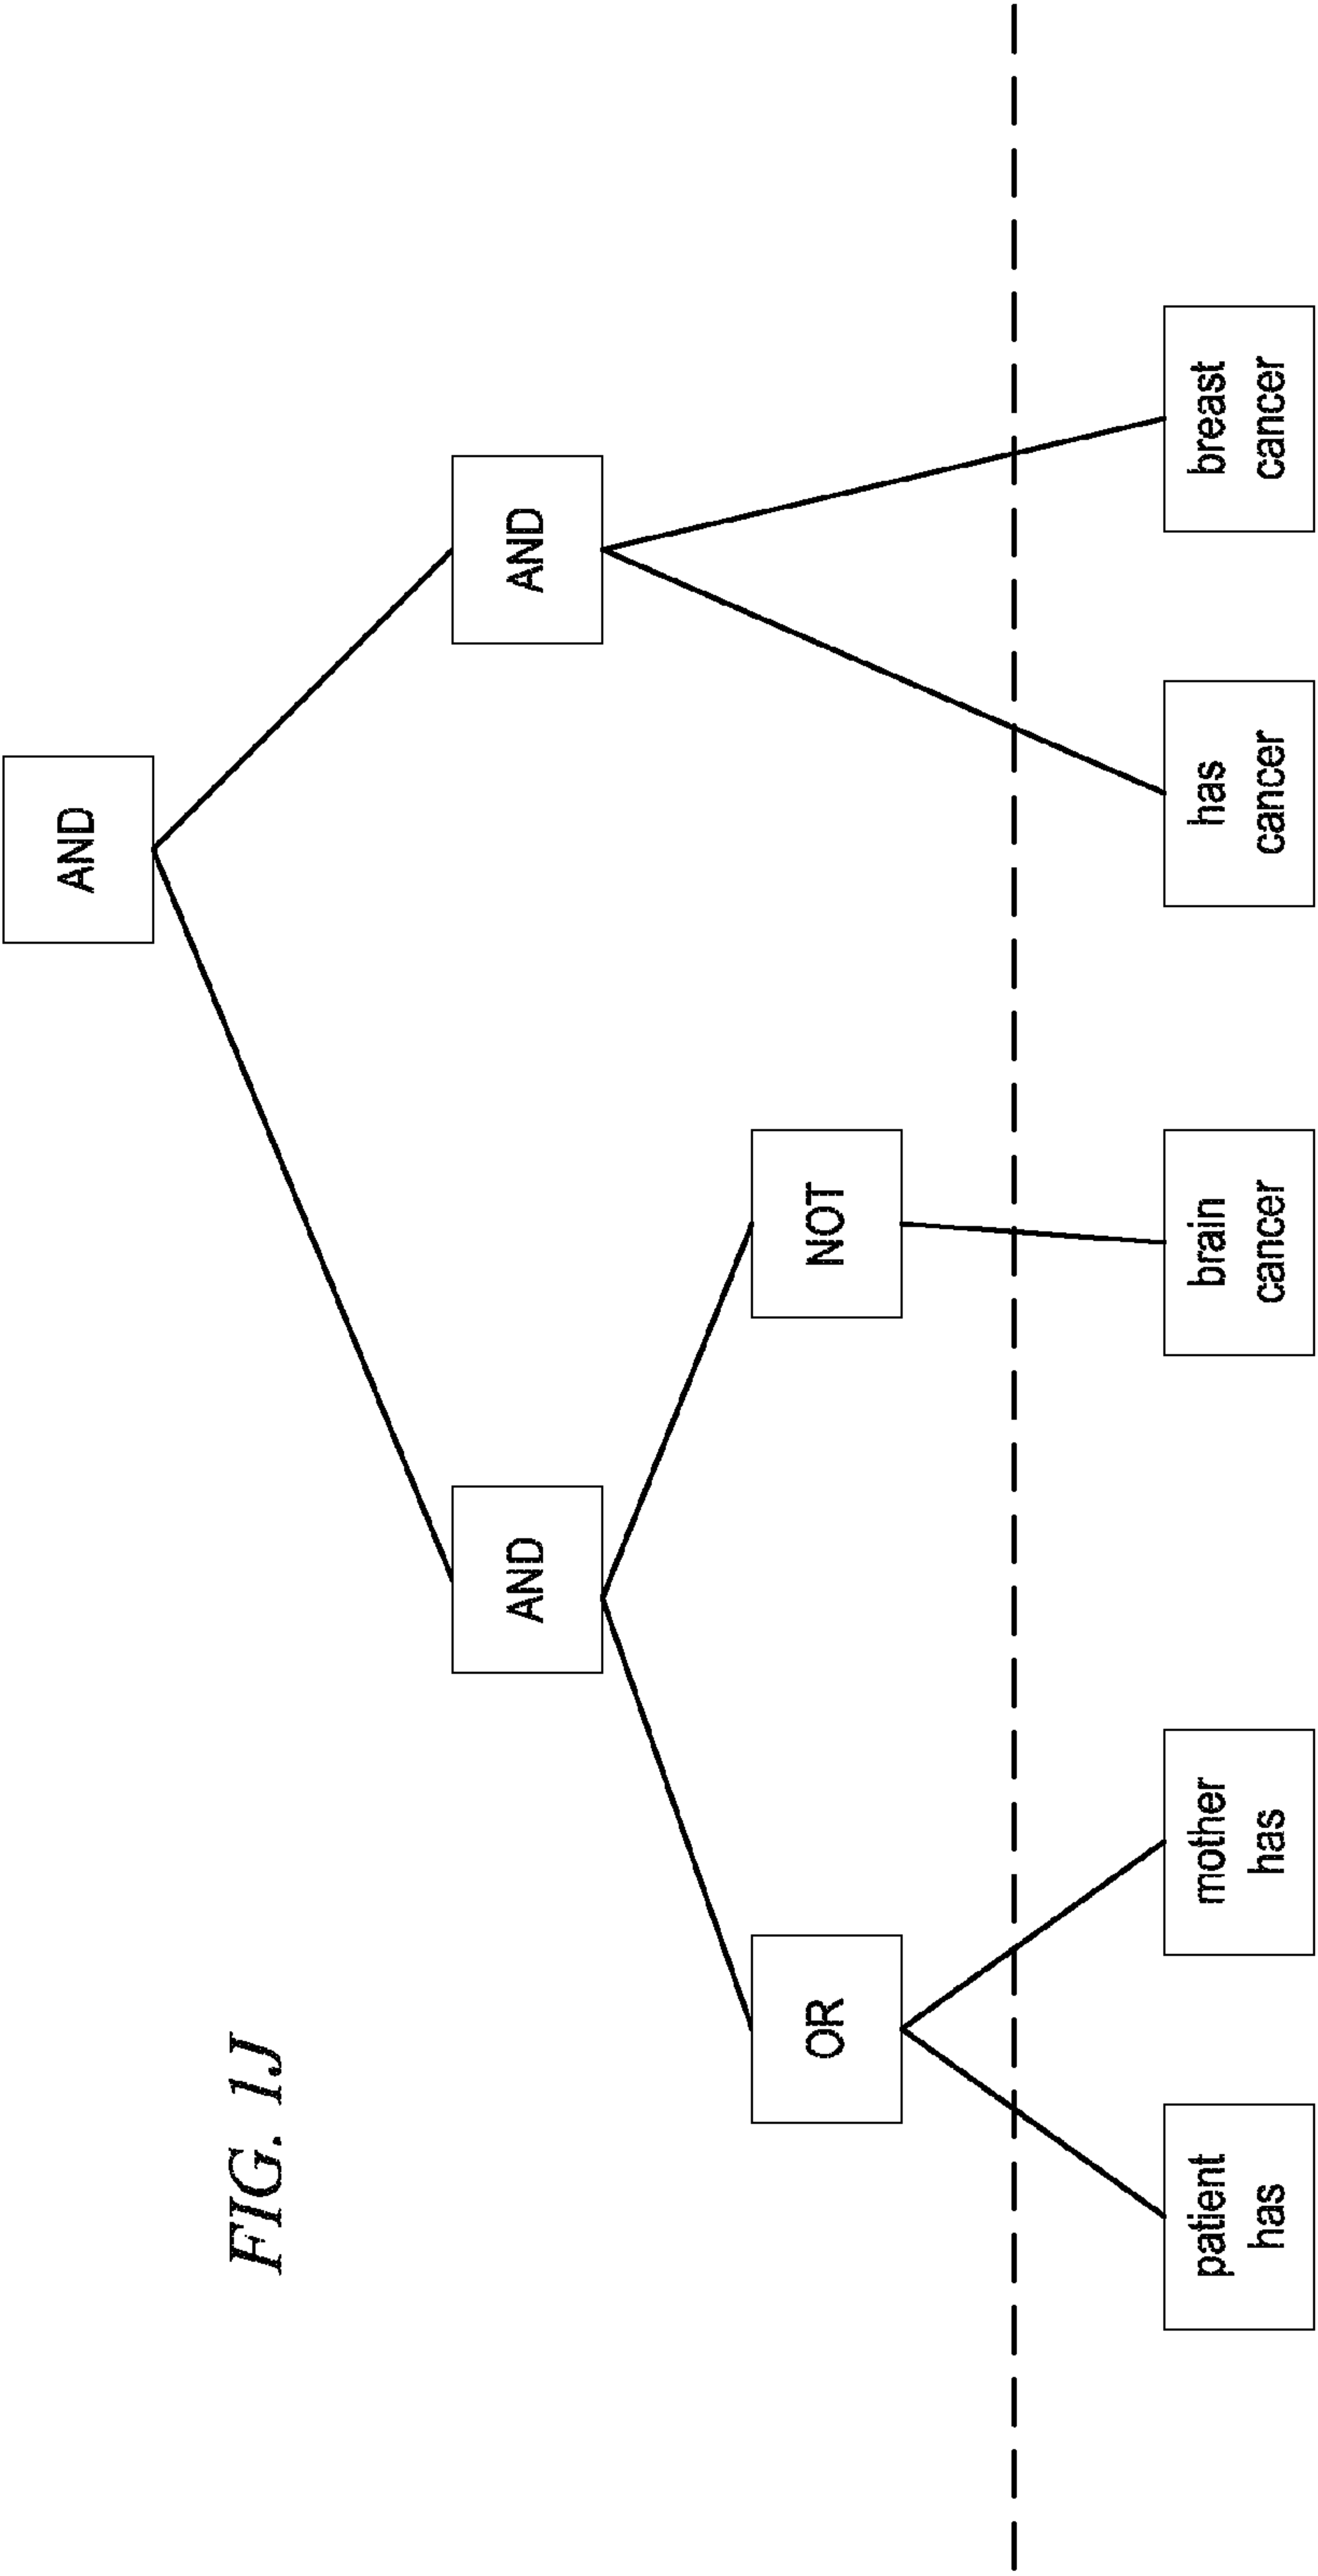 FIG. 1J
AND
AND
AND
OR
NOT
patient
has
mother
has
brain
cancer
has
cancer
breast
cancer